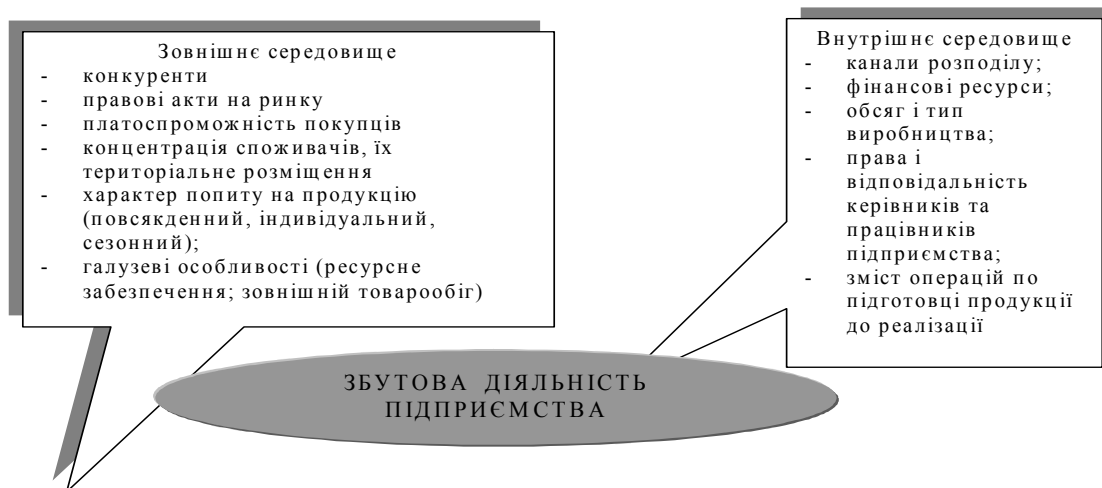 Зовнішнє середовище
- конкуренти
- правові акти на ринку
- платоспроможність покупців
- концентрація споживачів, їх
територіальне розміщення
- характер попиту на продукцію
(повсякденний, індивідуальний,
сезонний);
- галузеві особливості (ресурсне
забезпечення; зовнішній товарообіг)
Внутрішнє середовище
- канали розподілу;
- фінансові ресурси;
- обсяг і тип
виробництва;
- права і
відповідальність
керівників та
працівників
підприємства;
- зміст операцій по
підготовці продукції
до реалізації
ЗБУТОВА ДІЯЛЬНІСТЬ
ПІДПРИЄМСТВА